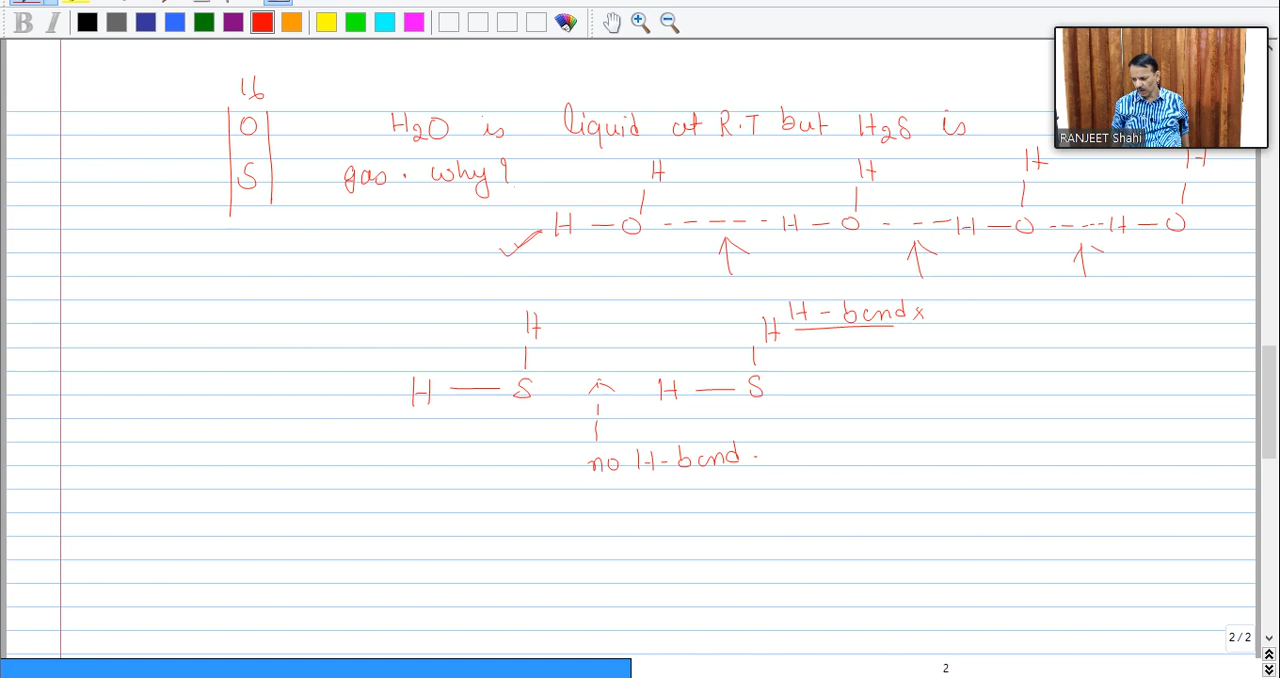 B I
RANJEET Shahi
16
O
S
H2O is liquid at R.T but H2S is
gas. why?
H H H H
H — O ----- H — O ---- H — O ---- H — O
H — bond x
H H
H — S H — S
no H-bond.
2 / 2
2